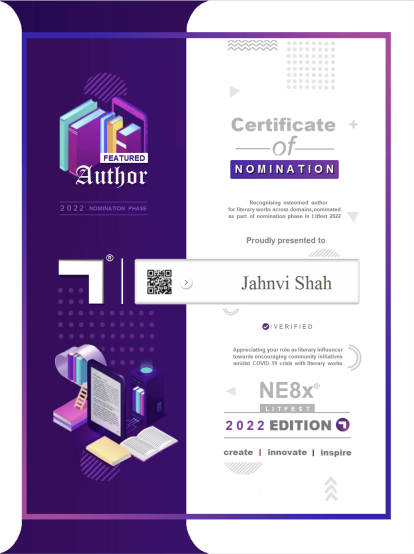 FEATURED
Author
2022 NOMINATION PHASE
®
Certificate
of
NOMINATION
Recognising esteemed author
for literary works across domains, nominated
as part of nomination phase in Litfest 2022
Proudly presented to
Jahnvi Shah
VERIFIED
Appreciating your role as literary influencer
towards encouraging community initiatives
amidst COVID-19 crisis with literary works
NE8x®
LITFEST
2022 EDITION
create | innovate | inspire